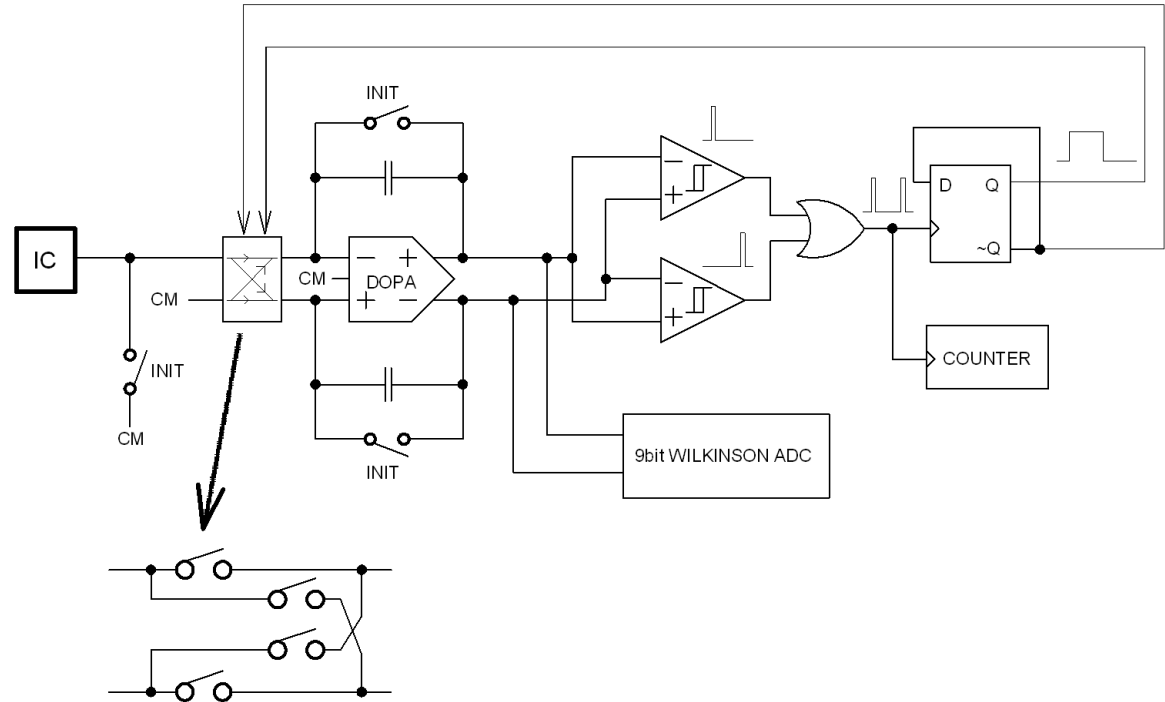 INIT
D Q
IC
CM
DOPA
CM
~Q
INIT
CM
COUNTER
INIT
9bit WILKINSON ADC